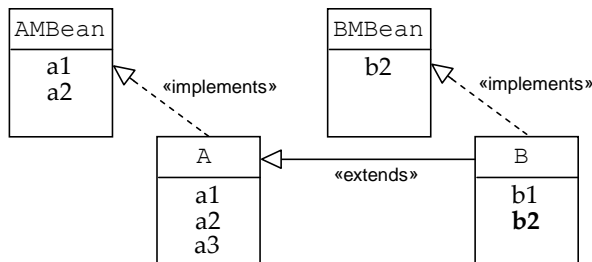 AMBean
a1
a2
BMBean
b2
«implements»
«implements»
A
a1
a2
a3
«extends»
B
b1
b2